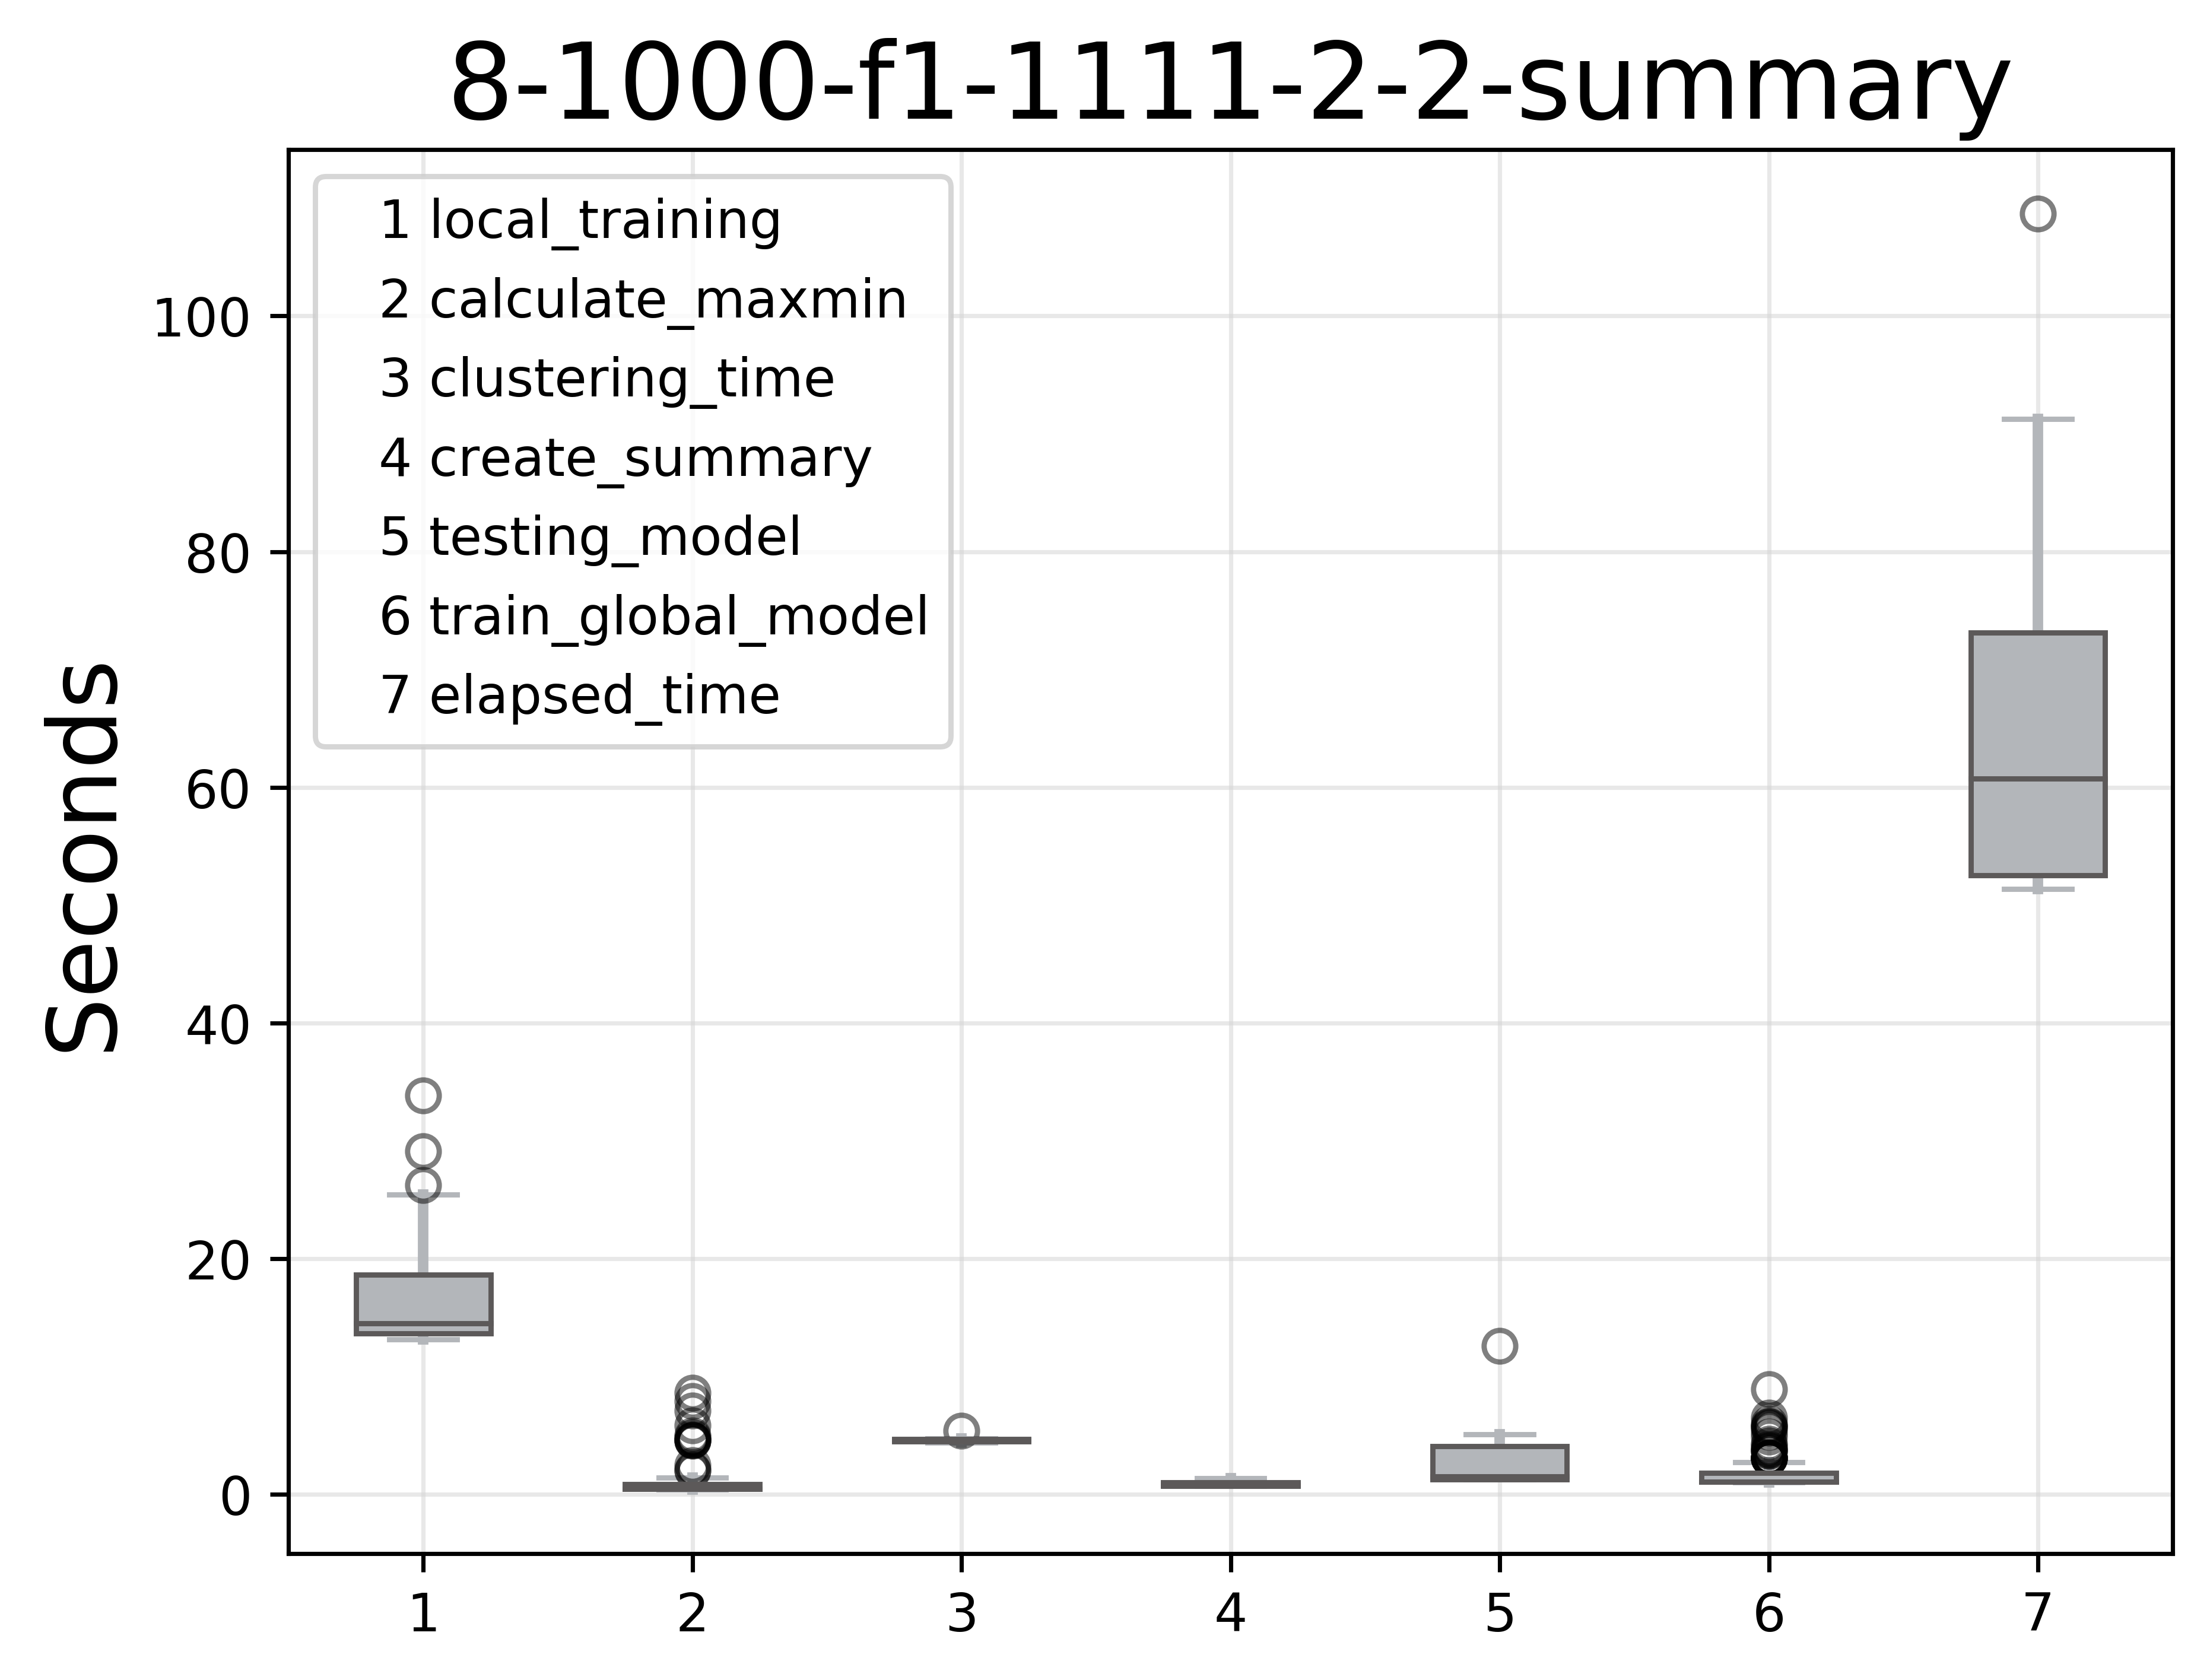 8-1000-f1-1111-2-2-summary
1 local_training
2 calculate_maxmin
3 clustering_time
4 create_summary
5 testing_model
6 train_global_model
7 elapsed_time
Seconds
100
80
60
40
20
0
1 2 3 4 5 6 7